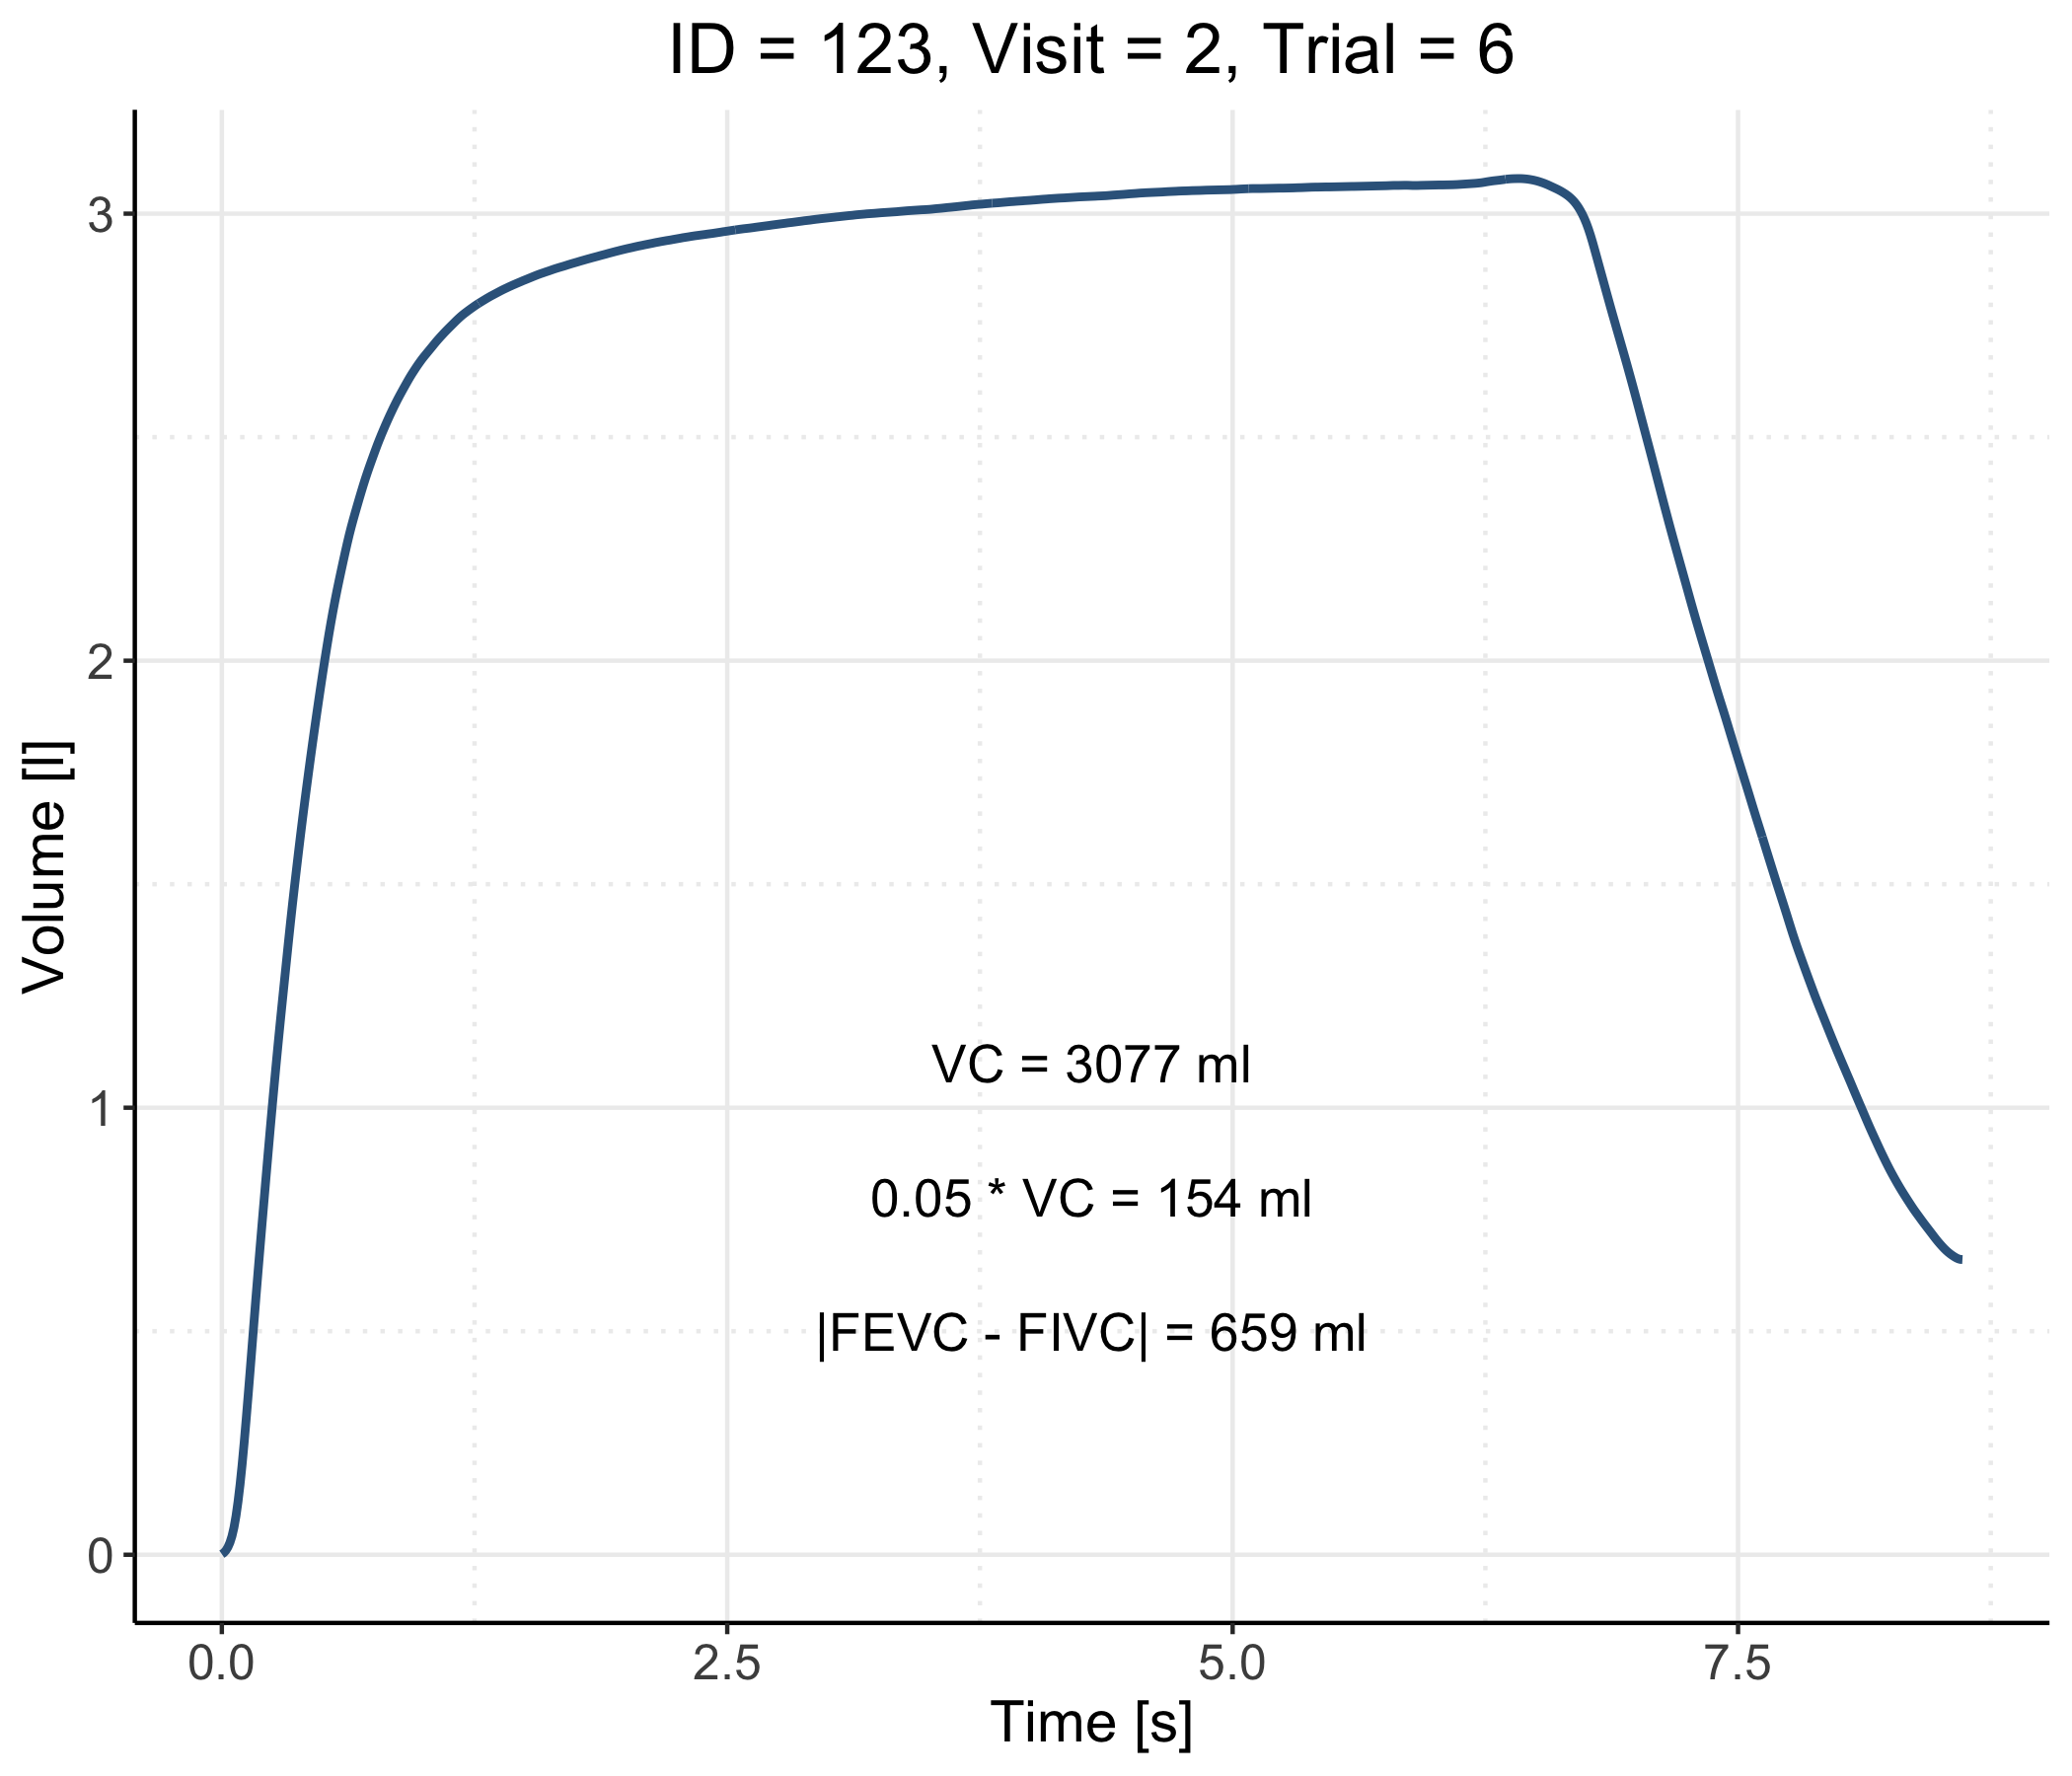 ID = 123, Visit = 2, Trial = 6
3
2
1
0
Volume [l]
VC = 3077 ml
0.05 * VC = 154 ml
|FEVC - FIVC| = 659 ml
0.0 2.5 5.0 7.5
Time [s]